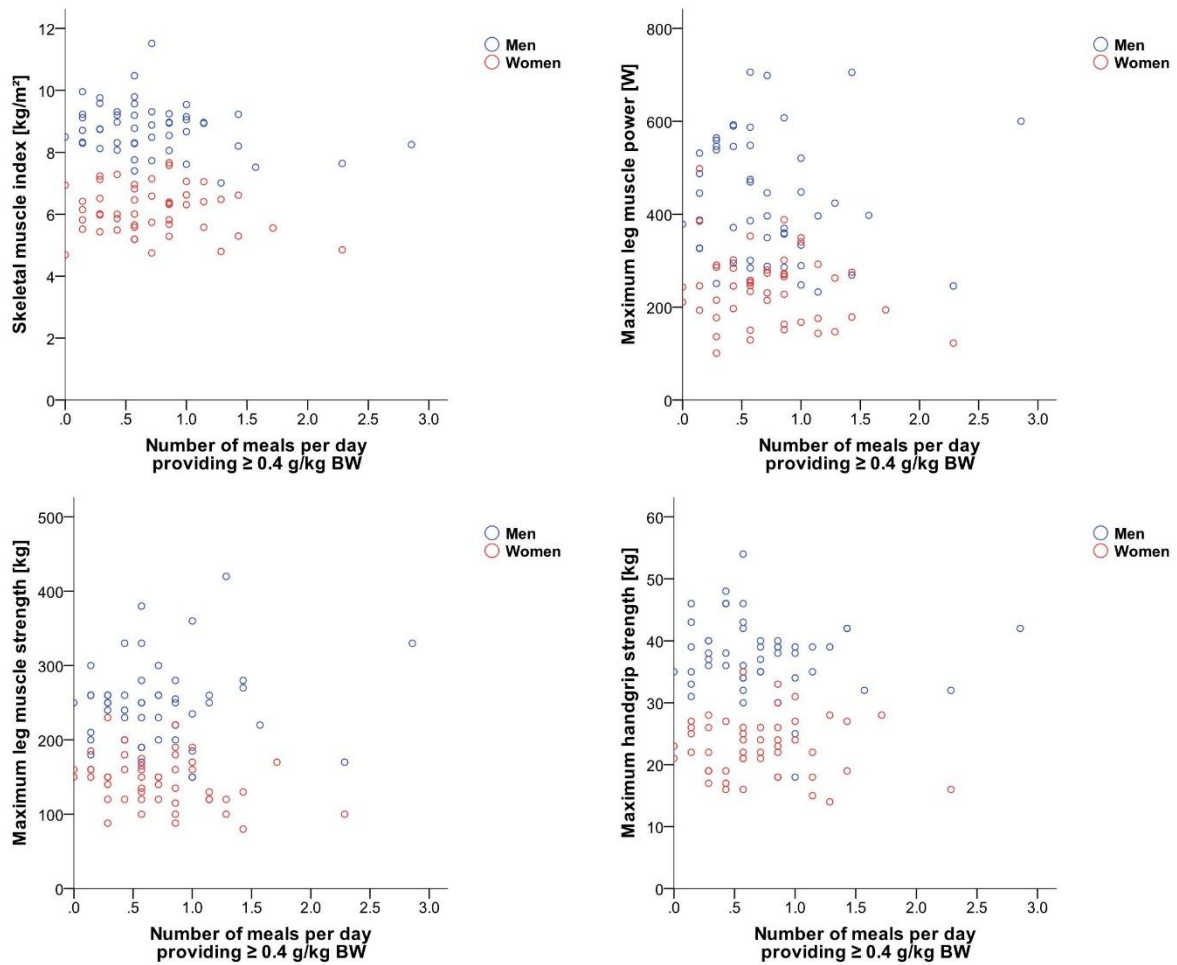 Skeletal muscle index [kg/m²]
12
10
8
6
4
2
0
.0 .5 1.0 1.5 2.0 2.5 3.0
Number of meals per day
providing ≥ 0.4 g/kg BW
Men
Women
Maximum leg muscle power [W]
800
600
400
200
0
.0 .5 1.0 1.5 2.0 2.5 3.0
Number of meals per day
providing ≥ 0.4 g/kg BW
Men
Women
Maximum leg muscle strength [kg]
500
400
300
200
100
0
.0 .5 1.0 1.5 2.0 2.5 3.0
Number of meals per day
providing ≥ 0.4 g/kg BW
Men
Women
Maximum handgrip strength [kg]
60
50
40
30
20
10
0
.0 .5 1.0 1.5 2.0 2.5 3.0
Number of meals per day
providing ≥ 0.4 g/kg BW
Men
Women